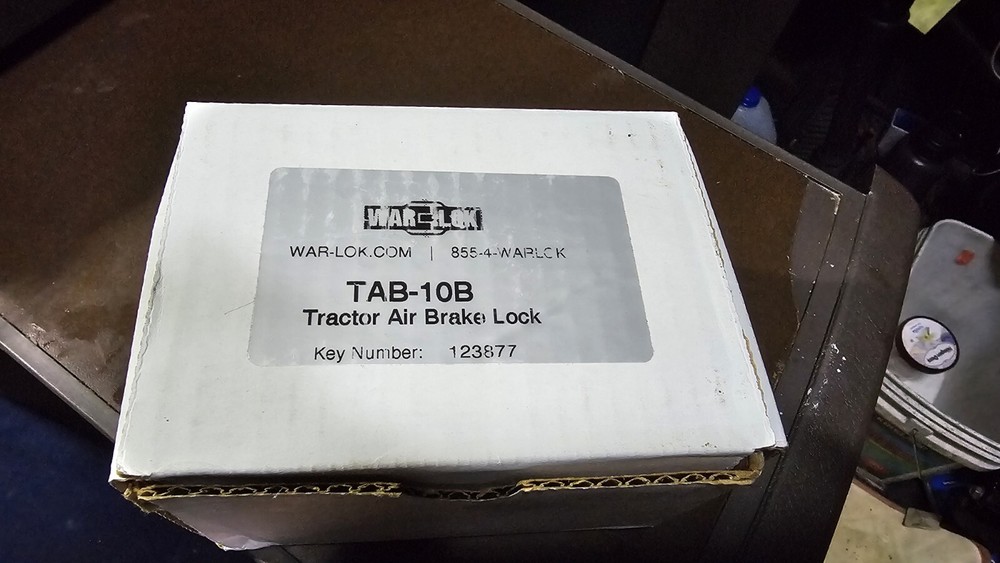 WAR-LOK
WAR-LOK.COM | 855-4-WARLOK
TAB-10B
Tractor Air Brake Lock
Key Number: 123877